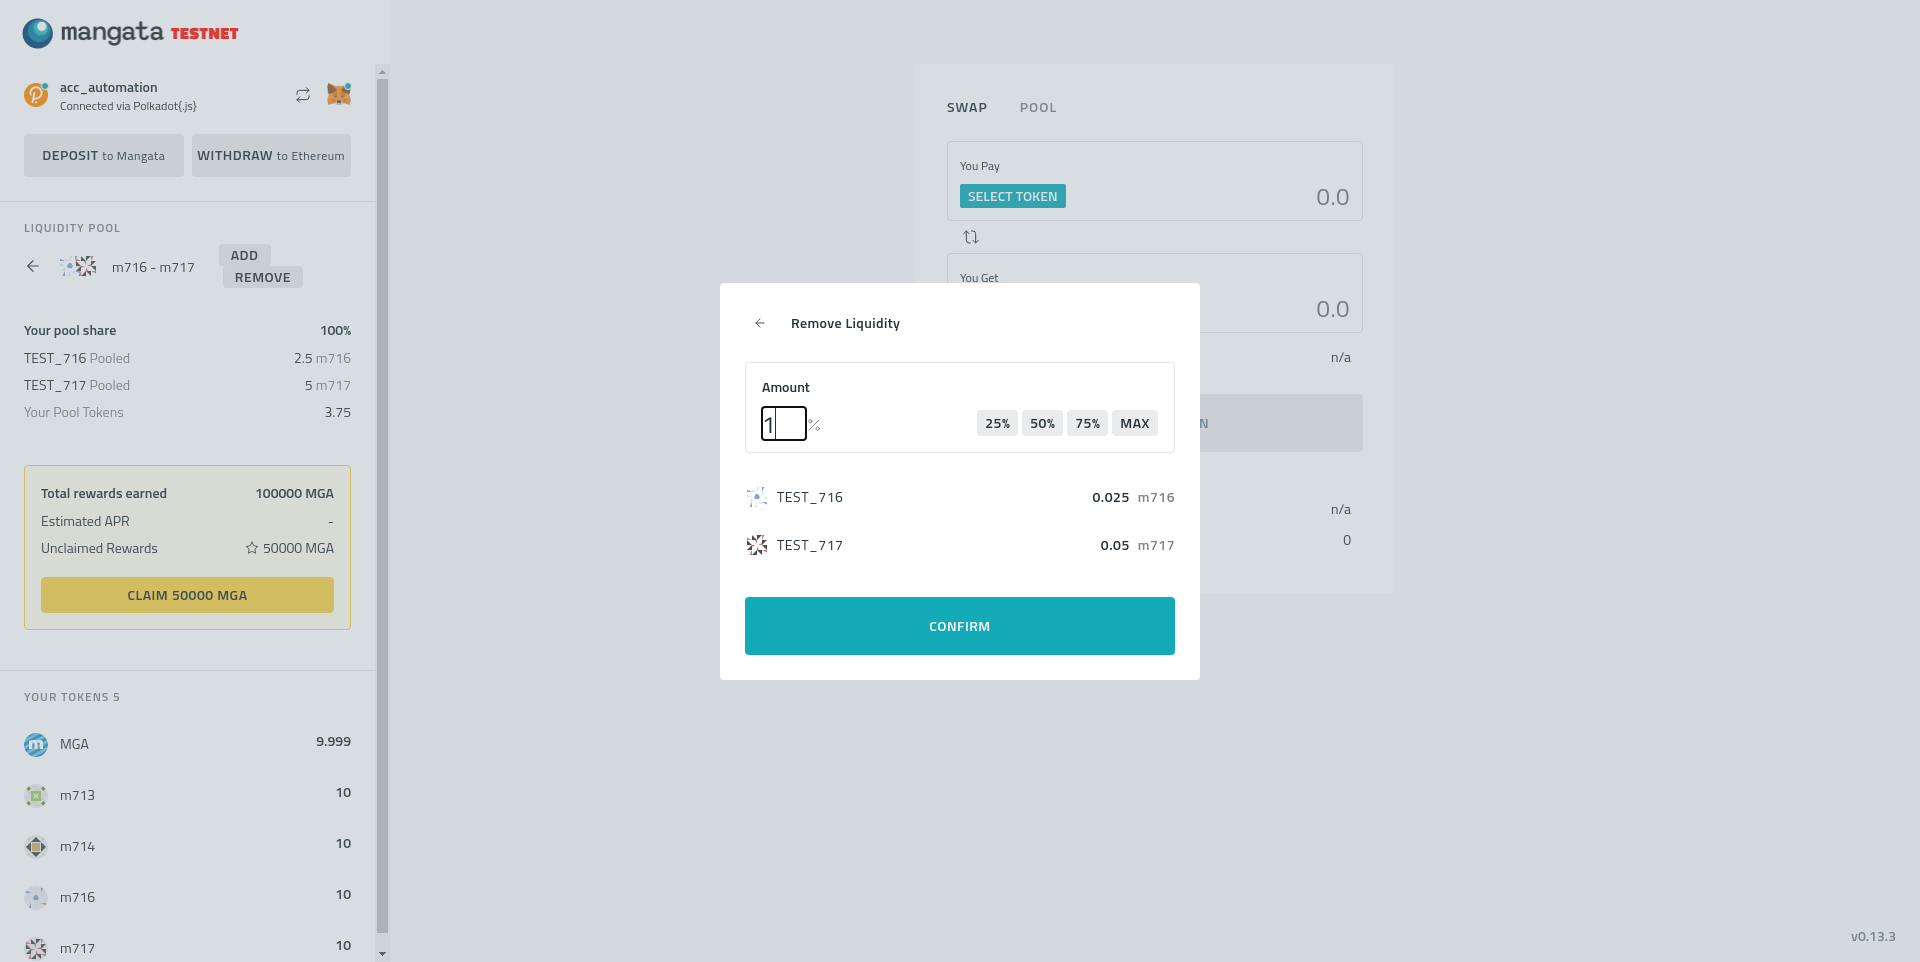 mangata TESTNET
acc_automation
Connected via Polkadot{.js}
DEPOSIT to Mangata
WITHDRAW to Ethereum
LIQUIDITY POOL
m716 - m717
ADD
REMOVE
Your pool share 100%
TEST_716 Pooled 2.5 m716
TEST_717 Pooled 5 m717
Your Pool Tokens 3.75
Total rewards earned 100000 MGA
Estimated APR -
Unclaimed Rewards 50000 MGA
CLAIM 50000 MGA
YOUR TOKENS 5
MGA 9.999
m713 10
m714 10
m716 10
m717 10
SWAP POOL
You Pay
SELECT TOKEN 0.0
You Get
0.0
n/a
N
n/a
0
Remove Liquidity
Amount
1 %
25% 50% 75% MAX
TEST_716 0.025 m716
TEST_717 0.05 m717
CONFIRM
v0.13.3